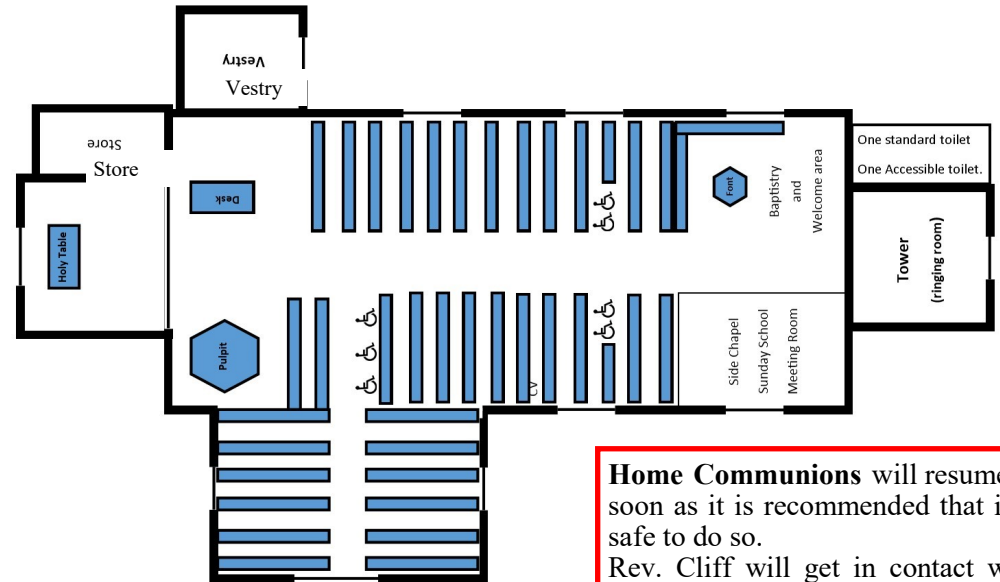 Vestry
Vestry
Store
Store
Desk
Holy Table
Pulpit
Font
Baptistry
and
Welcome area
One standard toilet
One Accessible toilet.
Tower
(ringing room)
Side Chapel
Sunday School
Meeting Room
CV
Home Communions will resume
soon as it is recommended that i
safe to do so.
Rev. Cliff will get in contact w